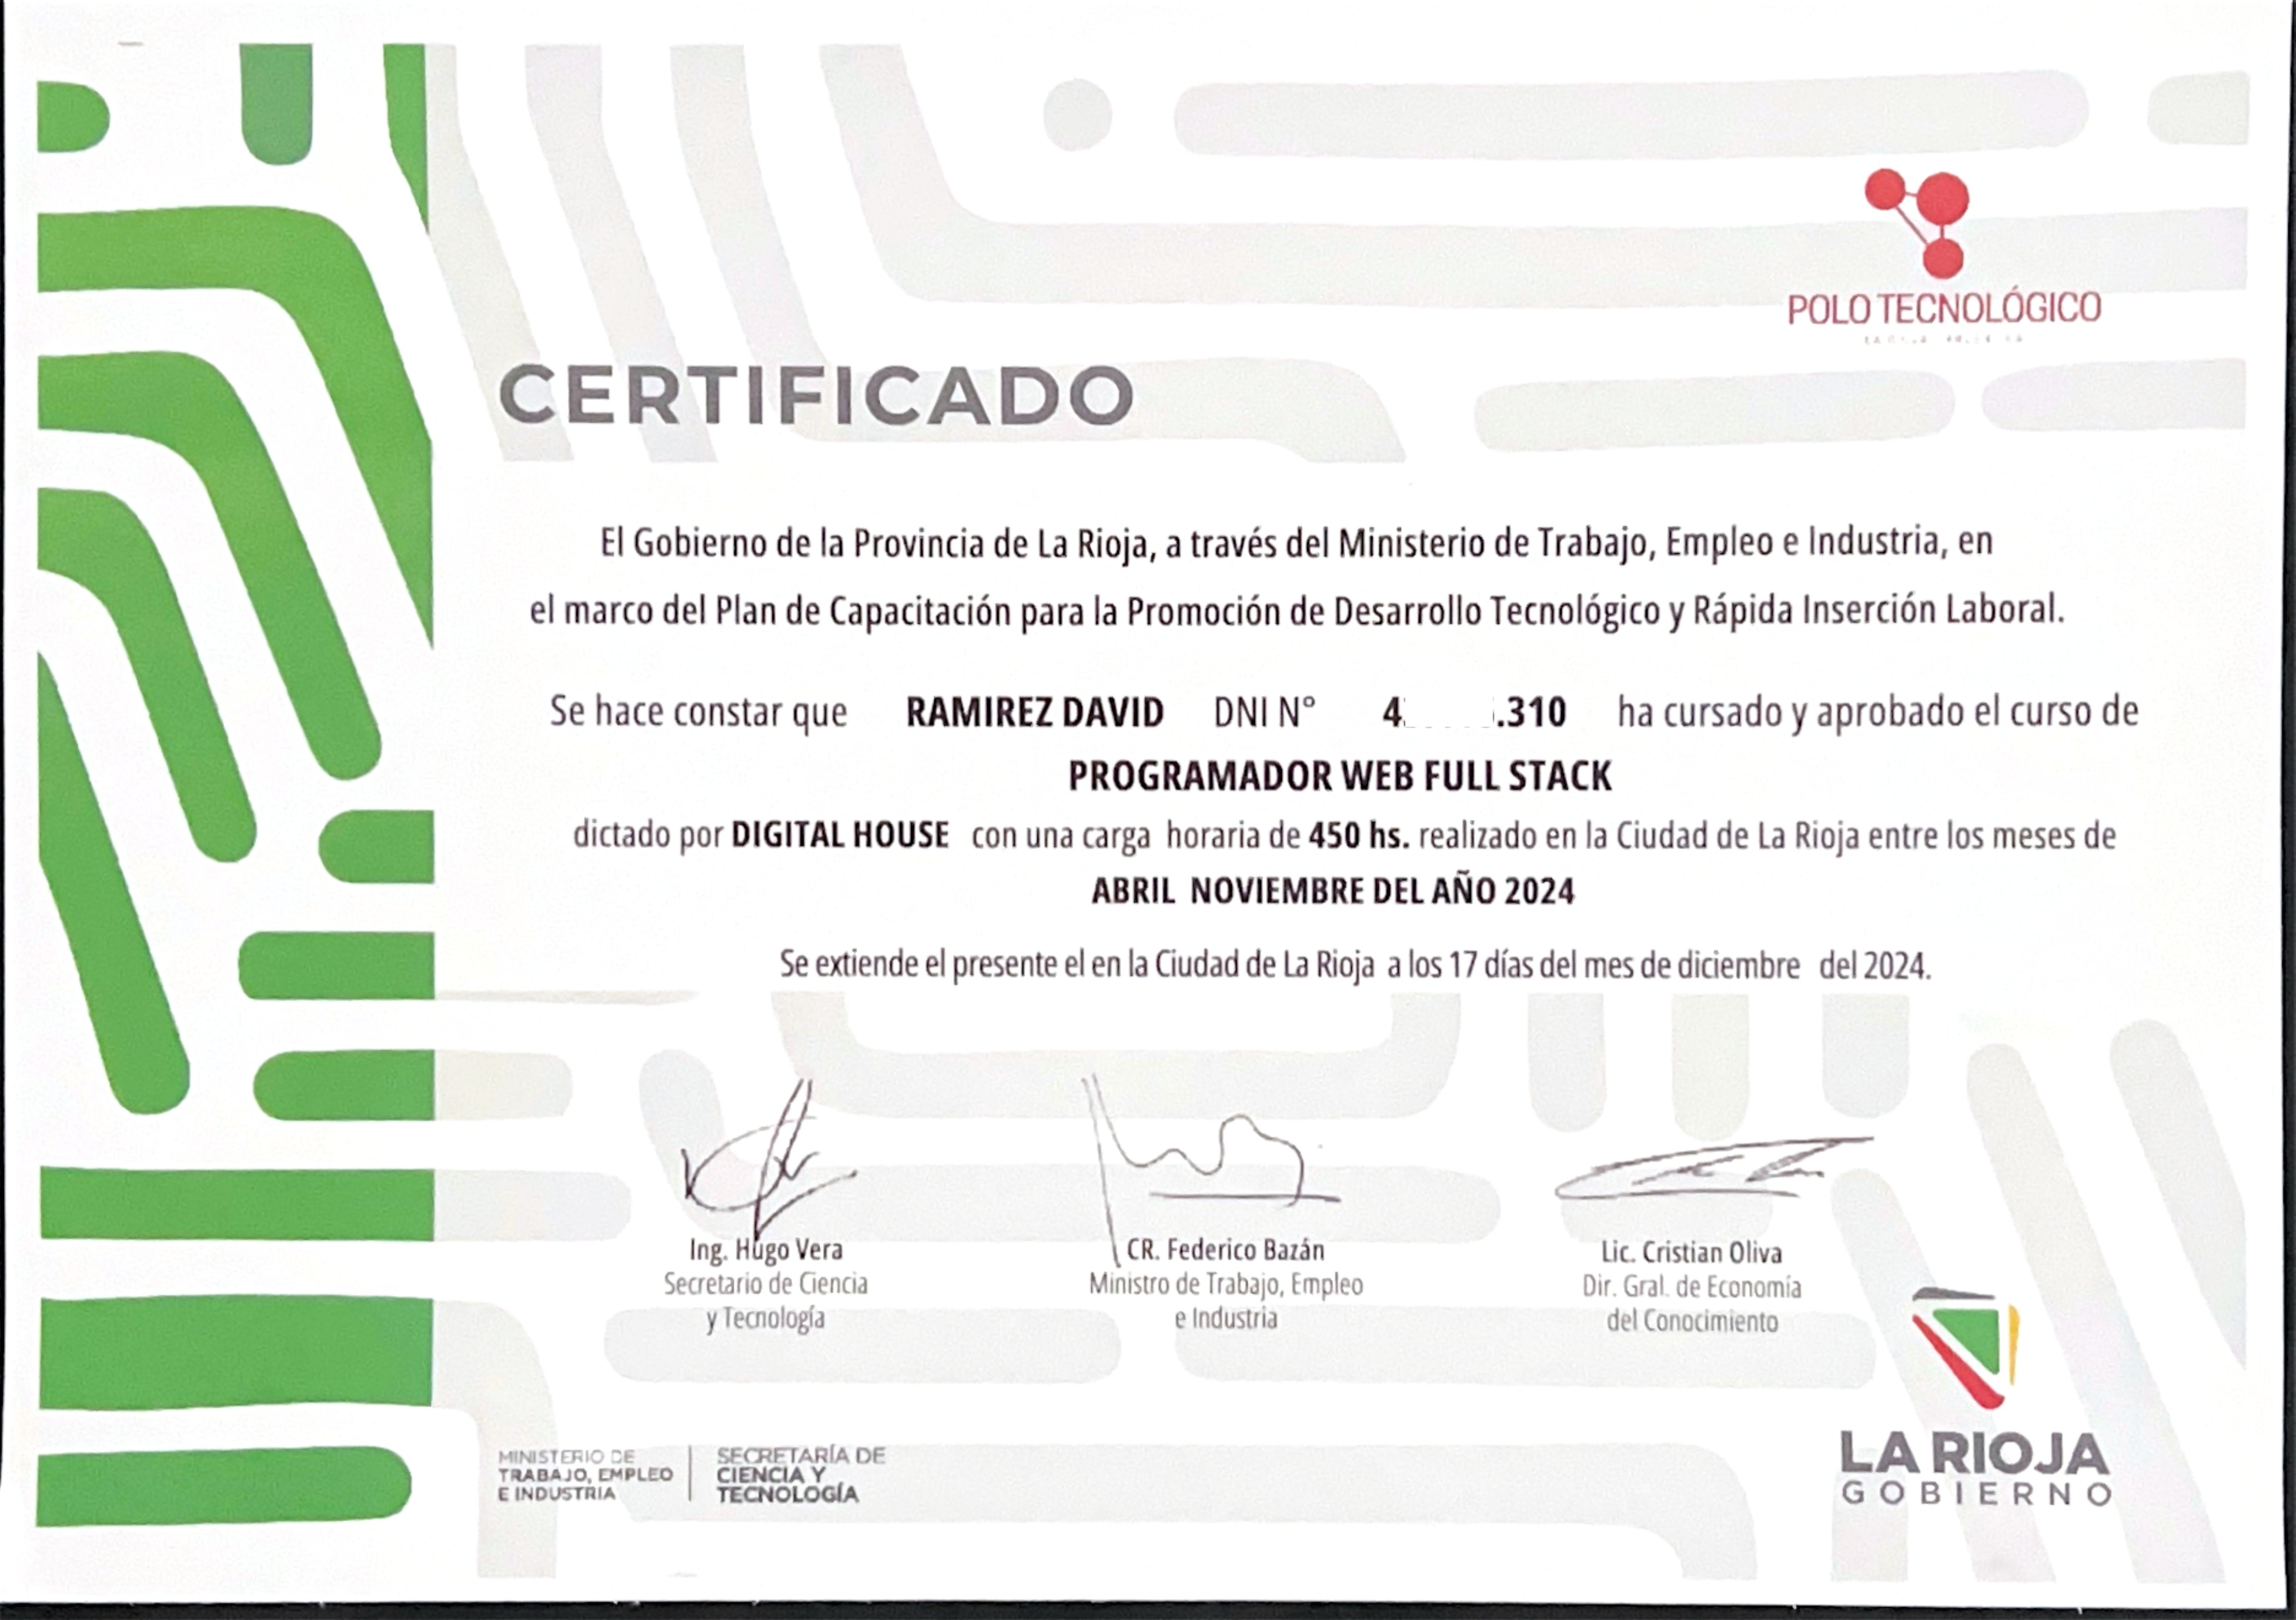 POLO TECNOLÓGICO
CERTIFICADO
El Gobierno de la Provincia de La Rioja, a través del Ministerio de Trabajo, Empleo e Industria, en
el marco del Plan de Capacitación para la Promoción de Desarrollo Tecnológico y Rápida Inserción Laboral.
Se hace constar que RAMIREZ DAVID DNI N° 4 .310 ha cursado y aprobado el curso de
PROGRAMADOR WEB FULL STACK
dictado por DIGITAL HOUSE con una carga horaria de 450 hs. realizado en la Ciudad de La Rioja entre los meses de
ABRIL NOVIEMBRE DEL AÑO 2024
Se extiende el presente el en la Ciudad de La Rioja a los 17 días del mes de diciembre del 2024.
Ing. Hugo Vera
Secretario de Ciencia
y Tecnología
CR. Federico Bazán
Ministro de Trabajo, Empleo
e Industria
Lic. Cristian Oliva
Dir. Gral. de Economía
del Conocimiento
MINISTERIO DE
TRABAJO, EMPLEO
E INDUSTRIA
SECRETARÍA DE
CIENCIA Y
TECNOLOGÍA
LA RIOJA
GOBIERNO